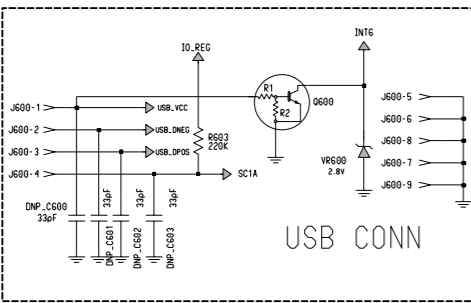 INT6
IO_REG
R1
R2
Q600
J600-1
USB_VCC
J600-2
USB_DNEG
J600-3
USB_DPOS
J600-4
SC1A
R603
220K
VR600
2.8V
J600-5
J600-6
J600-8
J600-7
J600-9
DNP_C600
33pF
33pF
DNP_C601
33pF
DNP_C602
33pF
DNP_C603
USB CONN